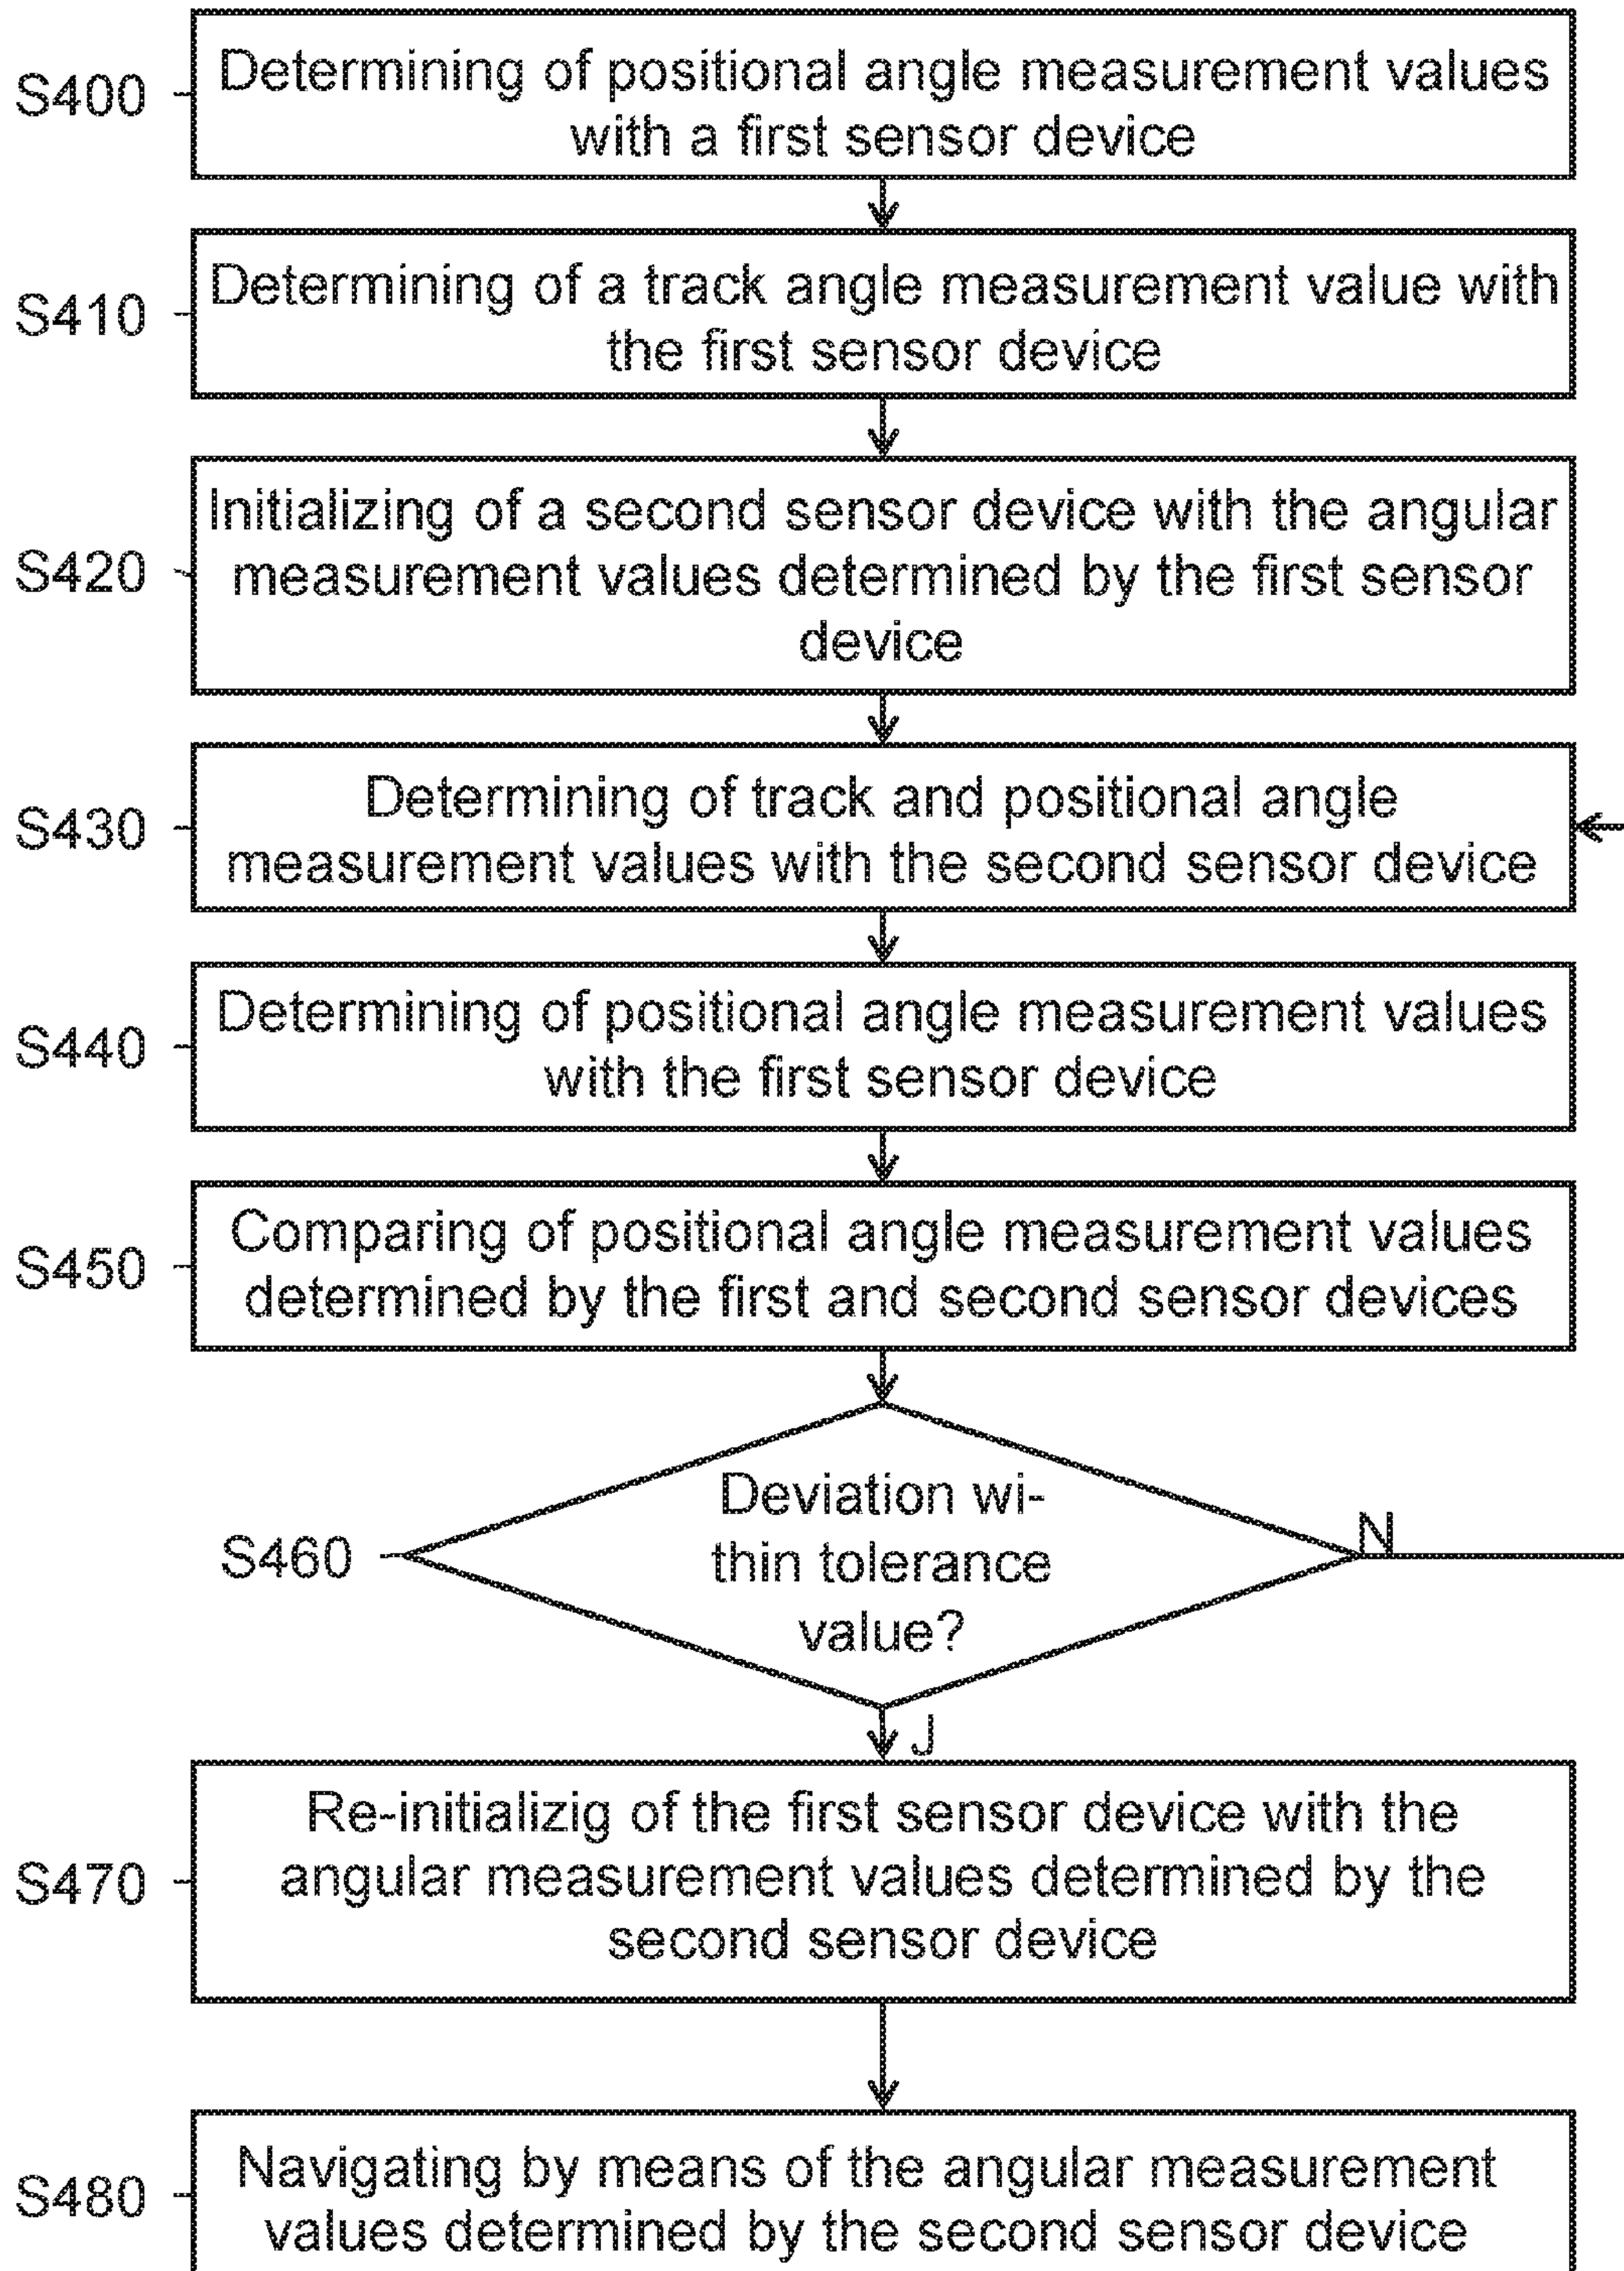 S400
Determining of positional angle measurement values
with a first sensor device
S410
Determining of a track angle measurement value with
the first sensor device
S420
Initializing of a second sensor device with the angular
measurement values determined by the first sensor
device
S430
Determining of track and positional angle
measurement values with the second sensor device
S440
Determining of positional angle measurement values
with the first sensor device
S450
Comparing of positional angle measurement values
determined by the first and second sensor devices
S460
Deviation wi-
thin tolerance
value?
N
J
S470
Re-initializig of the first sensor device with the
angular measurement values determined by the
second sensor device
S480
Navigating by means of the angular measurement
values determined by the second sensor device